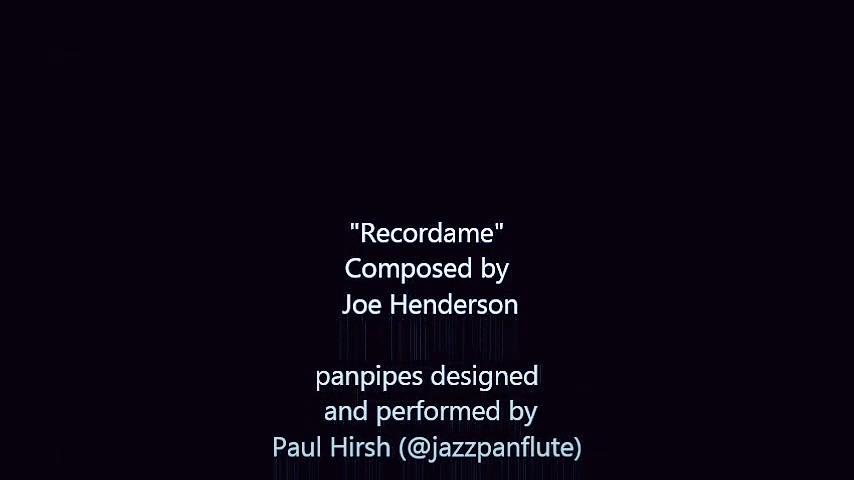 "Recordame"
Composed by
Joe Henderson
panpipes designed
and performed by
Paul Hirsh (@jazzpanflute)